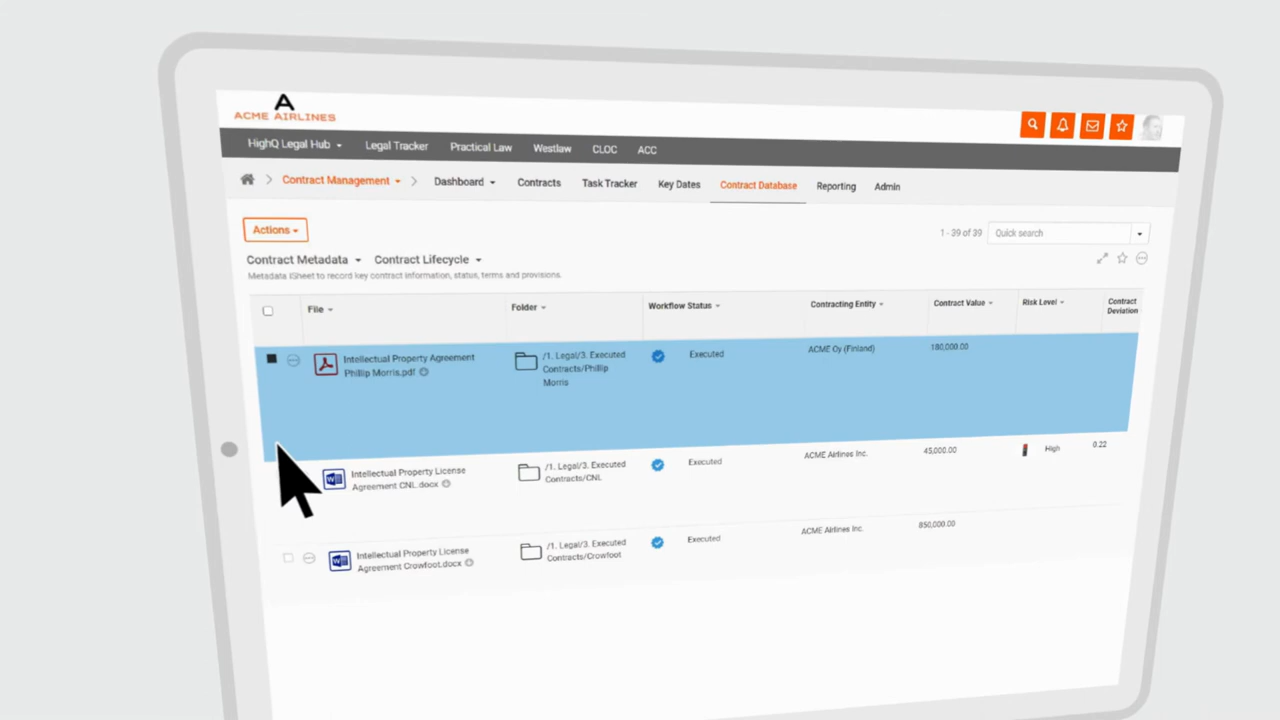 A
ACME AIRLINES
HighQ Legal Hub
Legal Tracker
Practical Law
Westlaw
CLOC
ACC
Contract Management
Dashboard
Contracts
Task Tracker
Key Dates
Contract Database
Reporting
Admin
Actions
1 - 39 of 39
Quick search
Contract Metadata
Contract Lifecycle
Metadata iSheet to record key contract information, status, terms and provisions.
File
Folder
Workflow Status
Contracting Entity
Contract Value
Risk Level
Contract
Deviation
Intellectual Property Agreement
Phillip Morris.pdf
/1. Legal/3. Executed
Contracts/Phillip
Morris
Executed
ACME Oy (Finland)
180,000.00
Intellectual Property License
Agreement CNL.docx
/1. Legal/3. Executed
Contracts/CNL
Executed
ACME Airlines Inc.
45,000.00
High
0.22
Intellectual Property License
Agreement Crowfoot.docx
/1. Legal/3. Executed
Contracts/Crowfoot
Executed
ACME Airlines Inc.
850,000.00